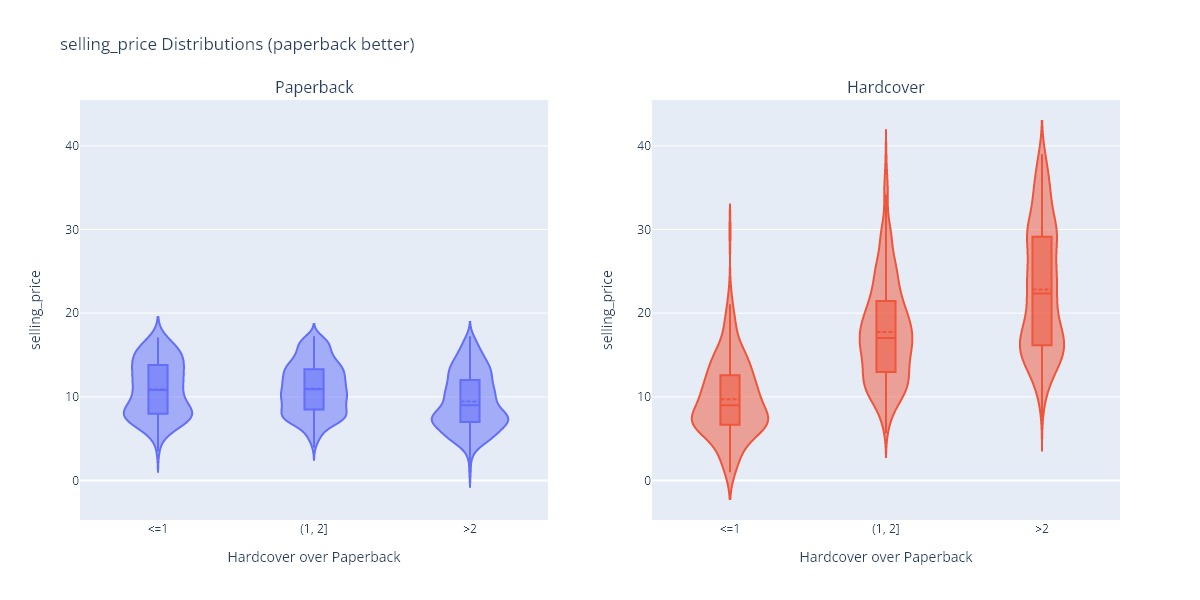 selling_price Distributions (paperback better)
Paperback
Hardcover
selling_price
40
30
20
10
0
<=1
(1, 2]
>2
Hardcover over Paperback
selling_price
40
30
20
10
0
<=1
(1, 2]
>2
Hardcover over Paperback